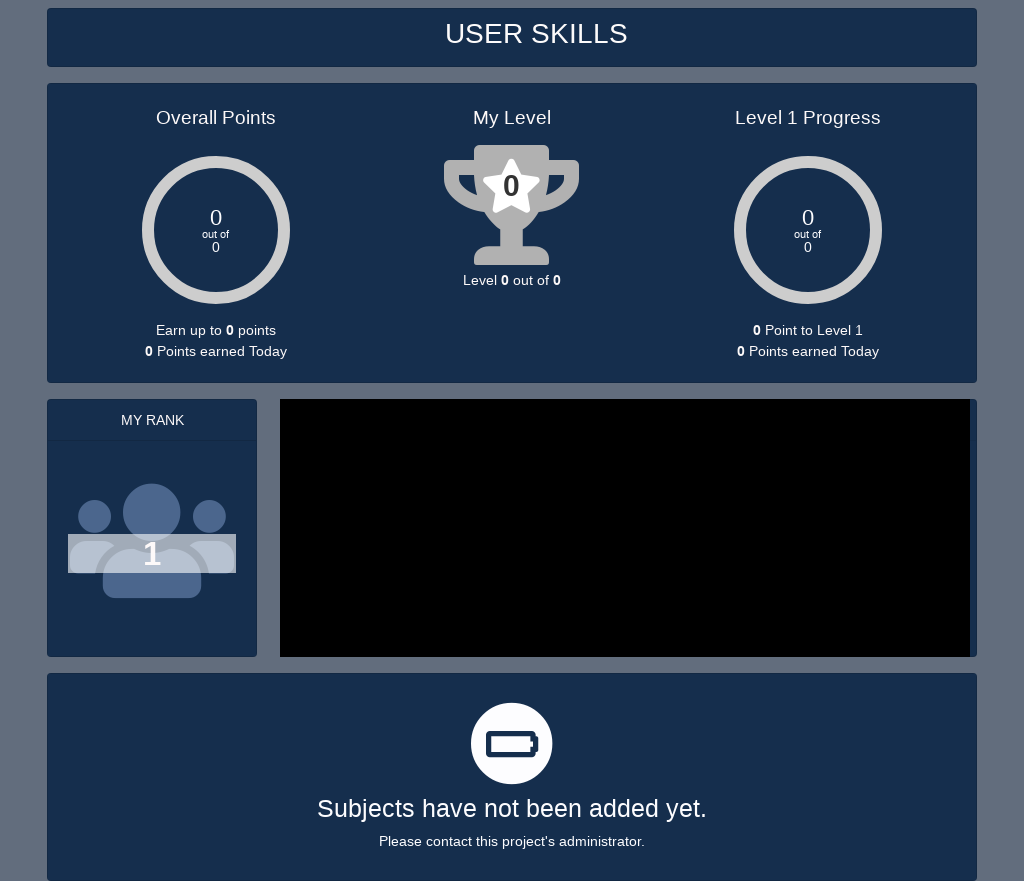 USER SKILLS
Overall Points
0
out of
0
Earn up to 0 points
0 Points earned Today
My Level
0
Level 0 out of 0
Level 1 Progress
0
out of
0
0 Point to Level 1
0 Points earned Today
MY RANK
1
Subjects have not been added yet.
Please contact this project's administrator.